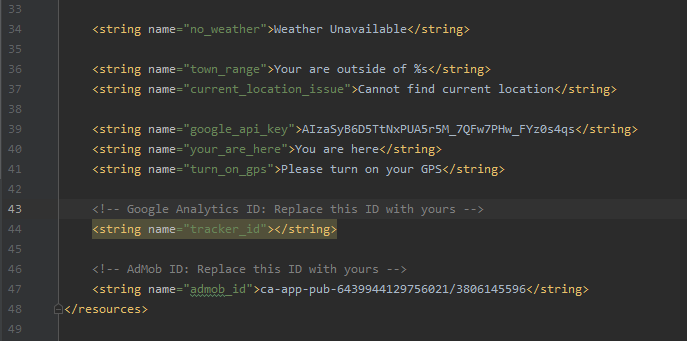 33
34 <string name="no_weather">Weather Unavailable</string>
35
36 <string name="town_range">Your are outside of %s</string>
37 <string name="current_location_issue">Cannot find current location</string>
38
39 <string name="google_api_key">AIzaSyB6D5TtNxPUA5r5M_7QFw7PHw_FYz0s4qs</string>
40 <string name="your_are_here">You are here</string>
41 <string name="turn_on_gps">Please turn on your GPS</string>
42
43 <!-- Google Analytics ID: Replace this ID with yours -->
44 <string name="tracker_id"></string>
45
46 <!-- AdMob ID: Replace this ID with yours -->
47 <string name="admob_id">ca-app-pub-6439944129756021/3806145596</string>
48 </resources>
49